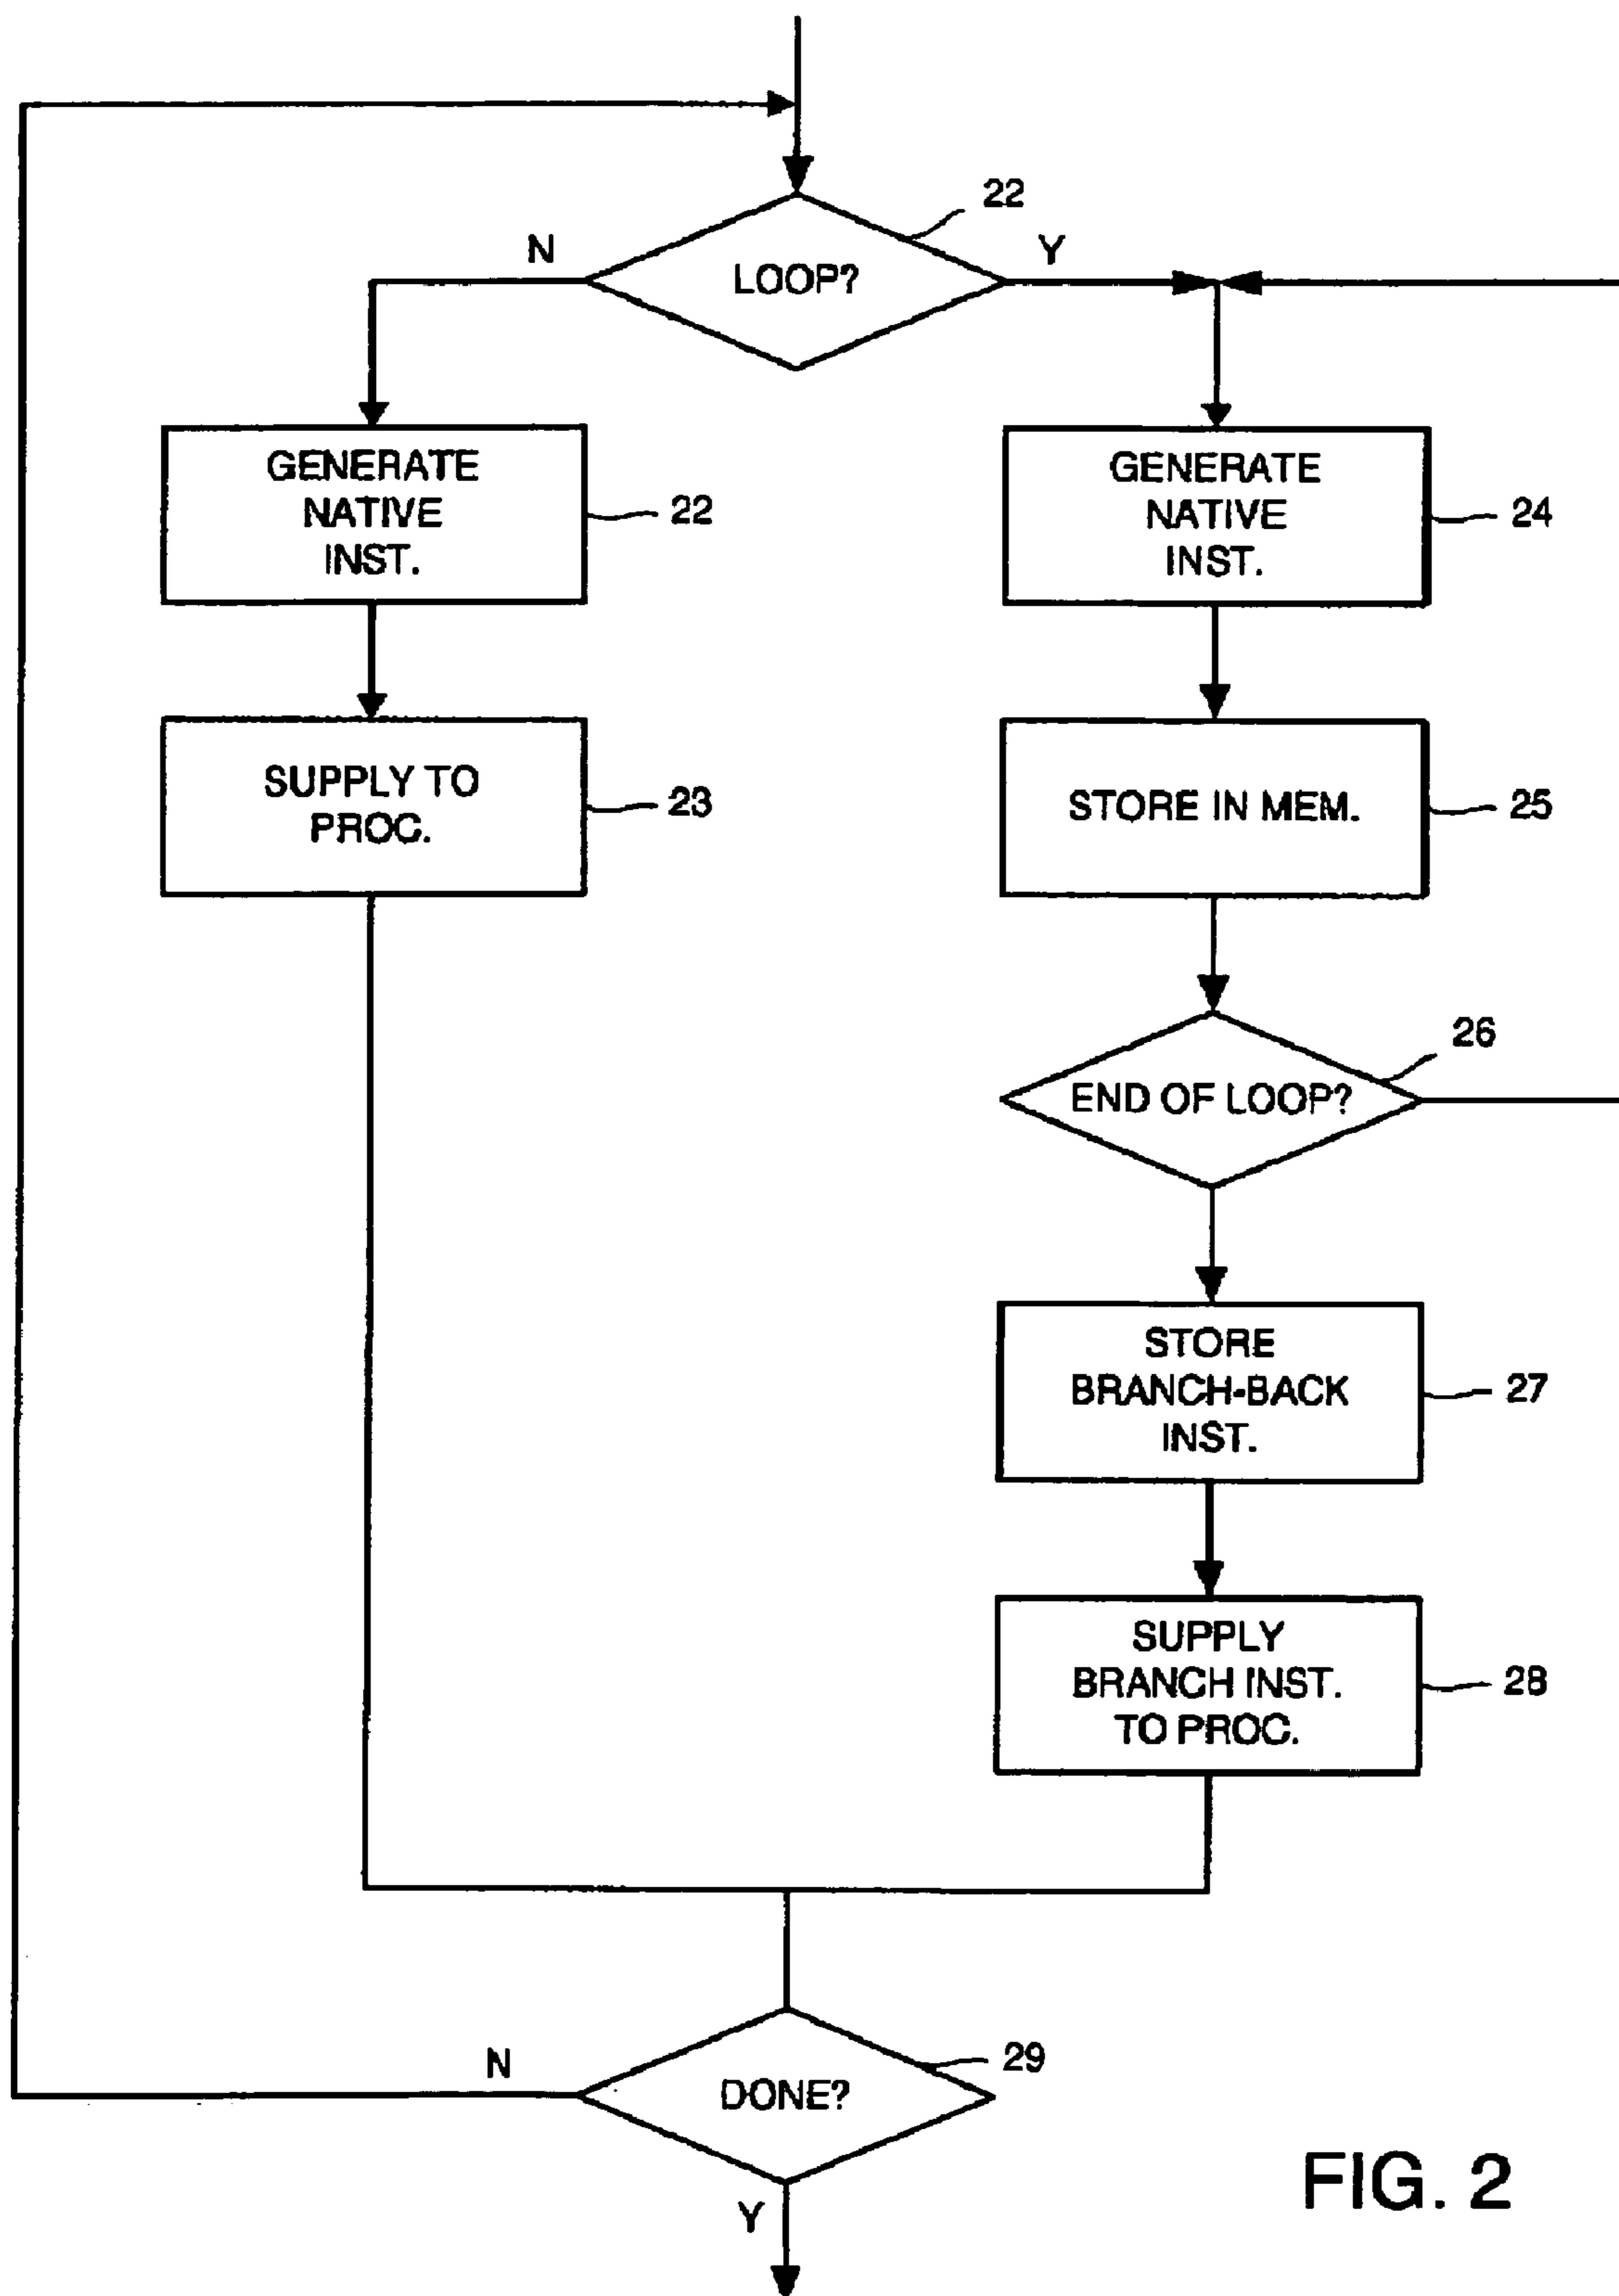 22
N
Y
LOOP?
GENERATE
NATIVE
INST.
22
GENERATE
NATIVE
INST.
24
SUPPLY TO
PROC.
23
STORE IN MEM.
25
26
END OF LOOP?
STORE
BRANCH-BACK
INST.
27
SUPPLY
BRANCH INST.
TO PROC.
28
N
29
DONE?
Y
FIG. 2